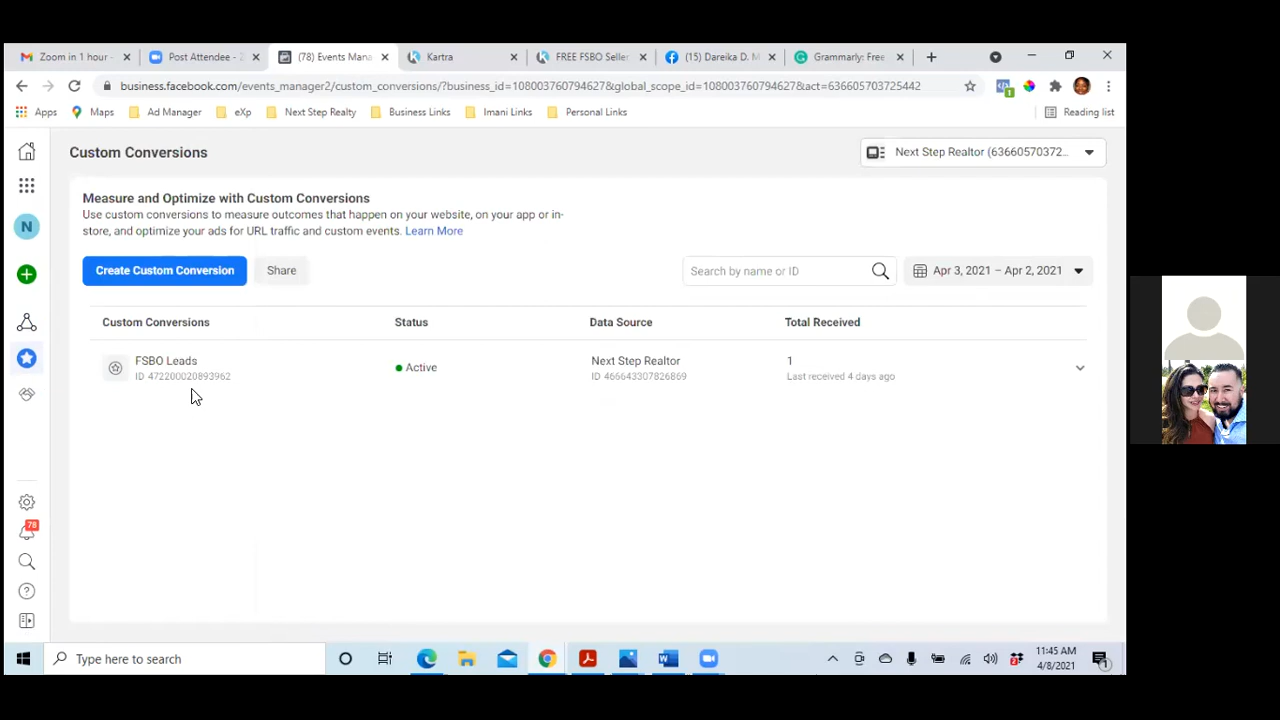 Zoom in 1 hour -
Post Attendee - 2
(78) Events Mana
Kartra
FREE FSBO Seller
(15) Dareika D. M
Grammarly: Free
business.facebook.com/events_manager2/custom_conversions/?business_id=108003760794627&global_scope_id=108003760794627&act=636605703725442
1
Apps
Maps
Ad Manager
eXp
Next Step Realty
Business Links
Imani Links
Personal Links
Reading list
Custom Conversions
Next Step Realtor (63660570372...
N
Measure and Optimize with Custom Conversions
Use custom conversions to measure outcomes that happen on your website, on your app or in-
store, and optimize your ads for URL traffic and custom events. Learn More
Create Custom Conversion
Share
Search by name or ID
Apr 3, 2021 – Apr 2, 2021
Custom Conversions
Status
Data Source
Total Received
FSBO Leads
ID 472200020893962
Active
Next Step Realtor
ID 466643307826869
1
Last received 4 days ago
78
Type here to search
11:45 AM
4/8/2021
1